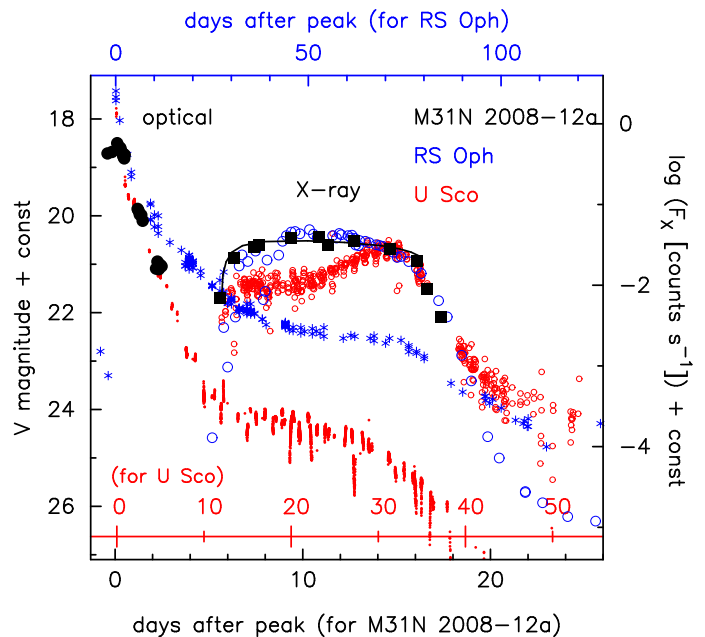 days after peak (for RS Oph)
0 50 100
optical
M31N 2008−12a
RS Oph
X−ray
U Sco
18
20
22
24
26
0
−2
−4
V magnitude + const
log (F_X [counts s⁻¹]) + const
(for U Sco)
0 10 20 30 40 50
0 10 20
days after peak (for M31N 2008−12a)